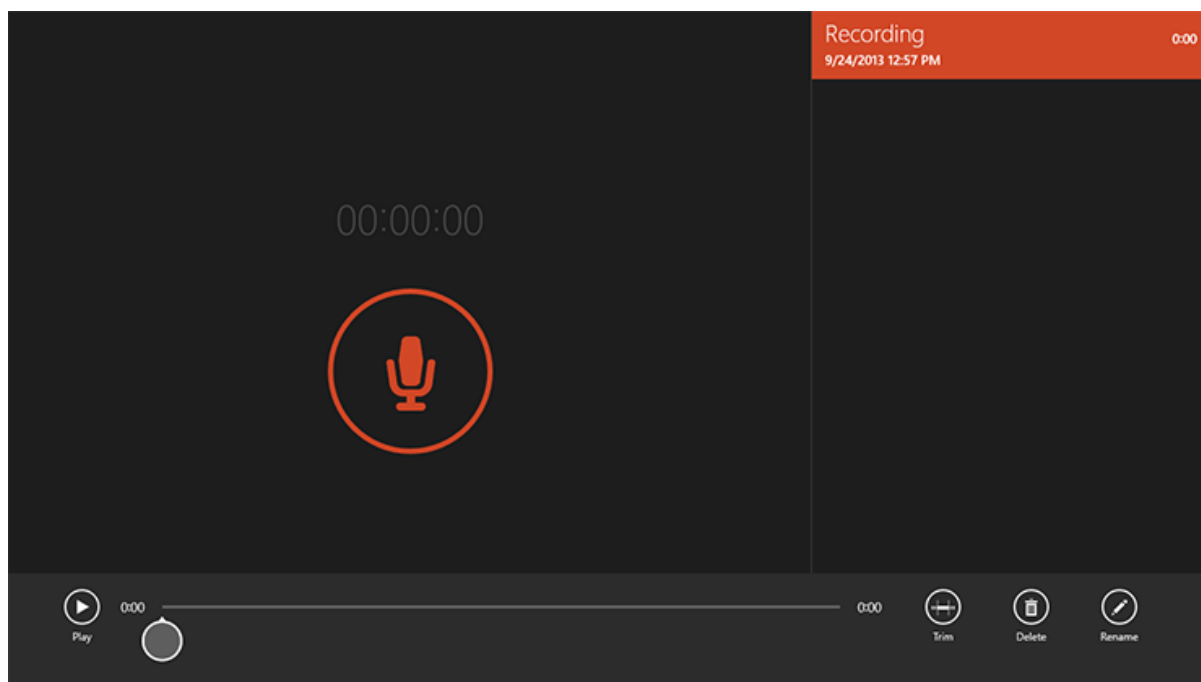 Recording
0:00
9/24/2013 12:57 PM
00:00:00
0:00
0:00
Play
Trim
Delete
Rename